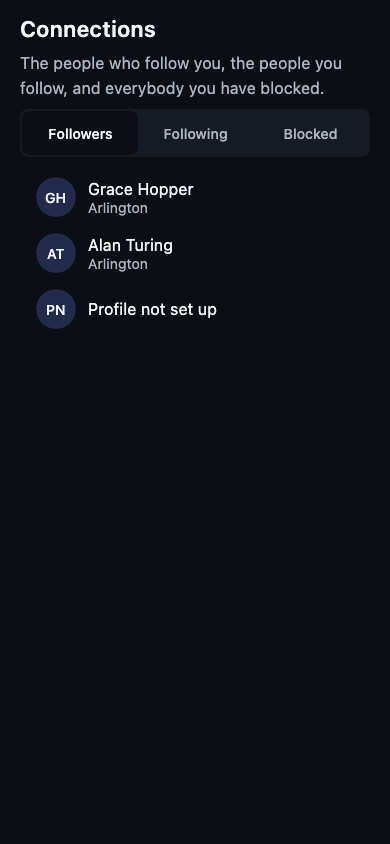 Connections
The people who follow you, the people you
follow, and everybody you have blocked.
Followers
Following
Blocked
GH
Grace Hopper
Arlington
AT
Alan Turing
Arlington
PN
Profile not set up